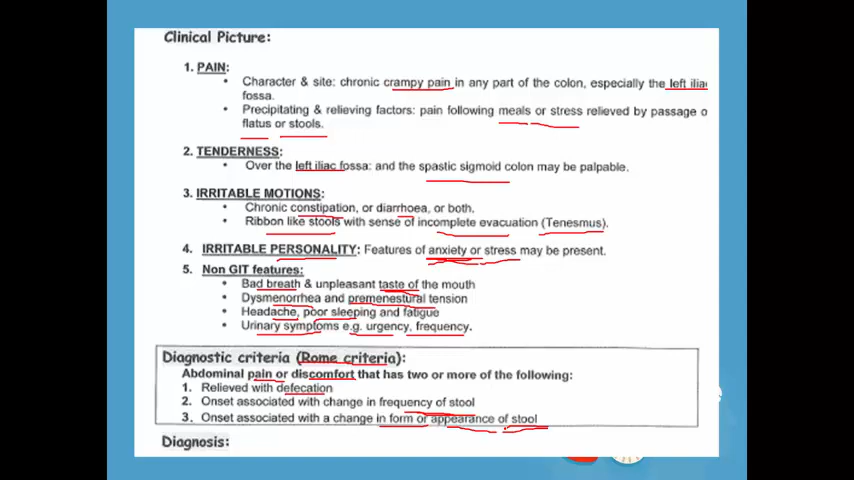 Clinical Picture:
1. PAIN:
• Character & site: chronic crampy pain in any part of the colon, especially the left iliac
fossa.
• Precipitating & relieving factors: pain following meals or stress relieved by passage o
flatus or stools.
2. TENDERNESS:
• Over the left iliac fossa: and the spastic sigmoid colon may be palpable.
3. IRRITABLE MOTIONS:
• Chronic constipation, or diarrhoea, or both.
• Ribbon like stools with sense of incomplete evacuation (Tenesmus).
4. IRRITABLE PERSONALITY: Features of anxiety or stress may be present.
5. Non GIT features:
• Bad breath & unpleasant taste of the mouth
• Dysmenorrhea and premenestural tension
• Headache, poor sleeping and fatigue
• Urinary symptoms e.g. urgency, frequency.
Diagnostic criteria (Rome criteria):
Abdominal pain or discomfort that has two or more of the following:
1. Relieved with defecation
2. Onset associated with change in frequency of stool
3. Onset associated with a change in form or appearance of stool
Diagnosis: